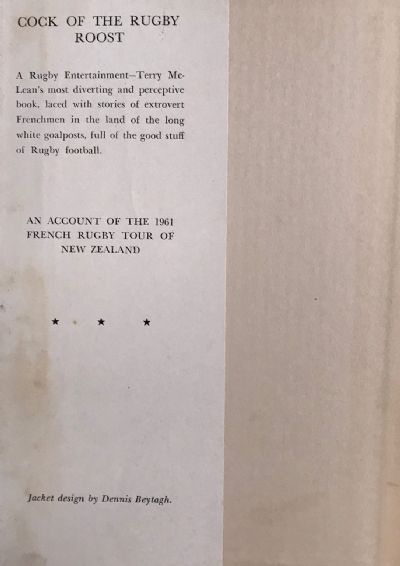 COCK OF THE RUGBY
ROOST
A Rugby Entertainment—Terry Mc-
Lean's most diverting and perceptive
book, laced with stories of extrovert
Frenchmen in the land of the long
white goalposts, full of the good stuff
of Rugby football.
AN ACCOUNT OF THE 1961
FRENCH RUGBY TOUR OF
NEW ZEALAND
★ ★ ★
Jacket design by Dennis Beytagh.